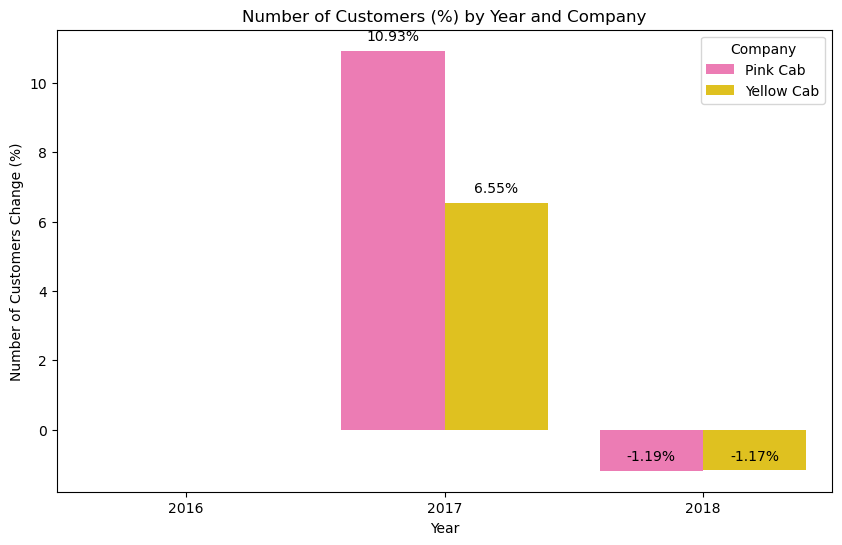 Number of Customers (%) by Year and Company
10.93%
Company
Pink Cab
Yellow Cab
10
8
6.55%
6
4
2
0
-1.19%
-1.17%
Number of Customers Change (%)
2016
2017
2018
Year